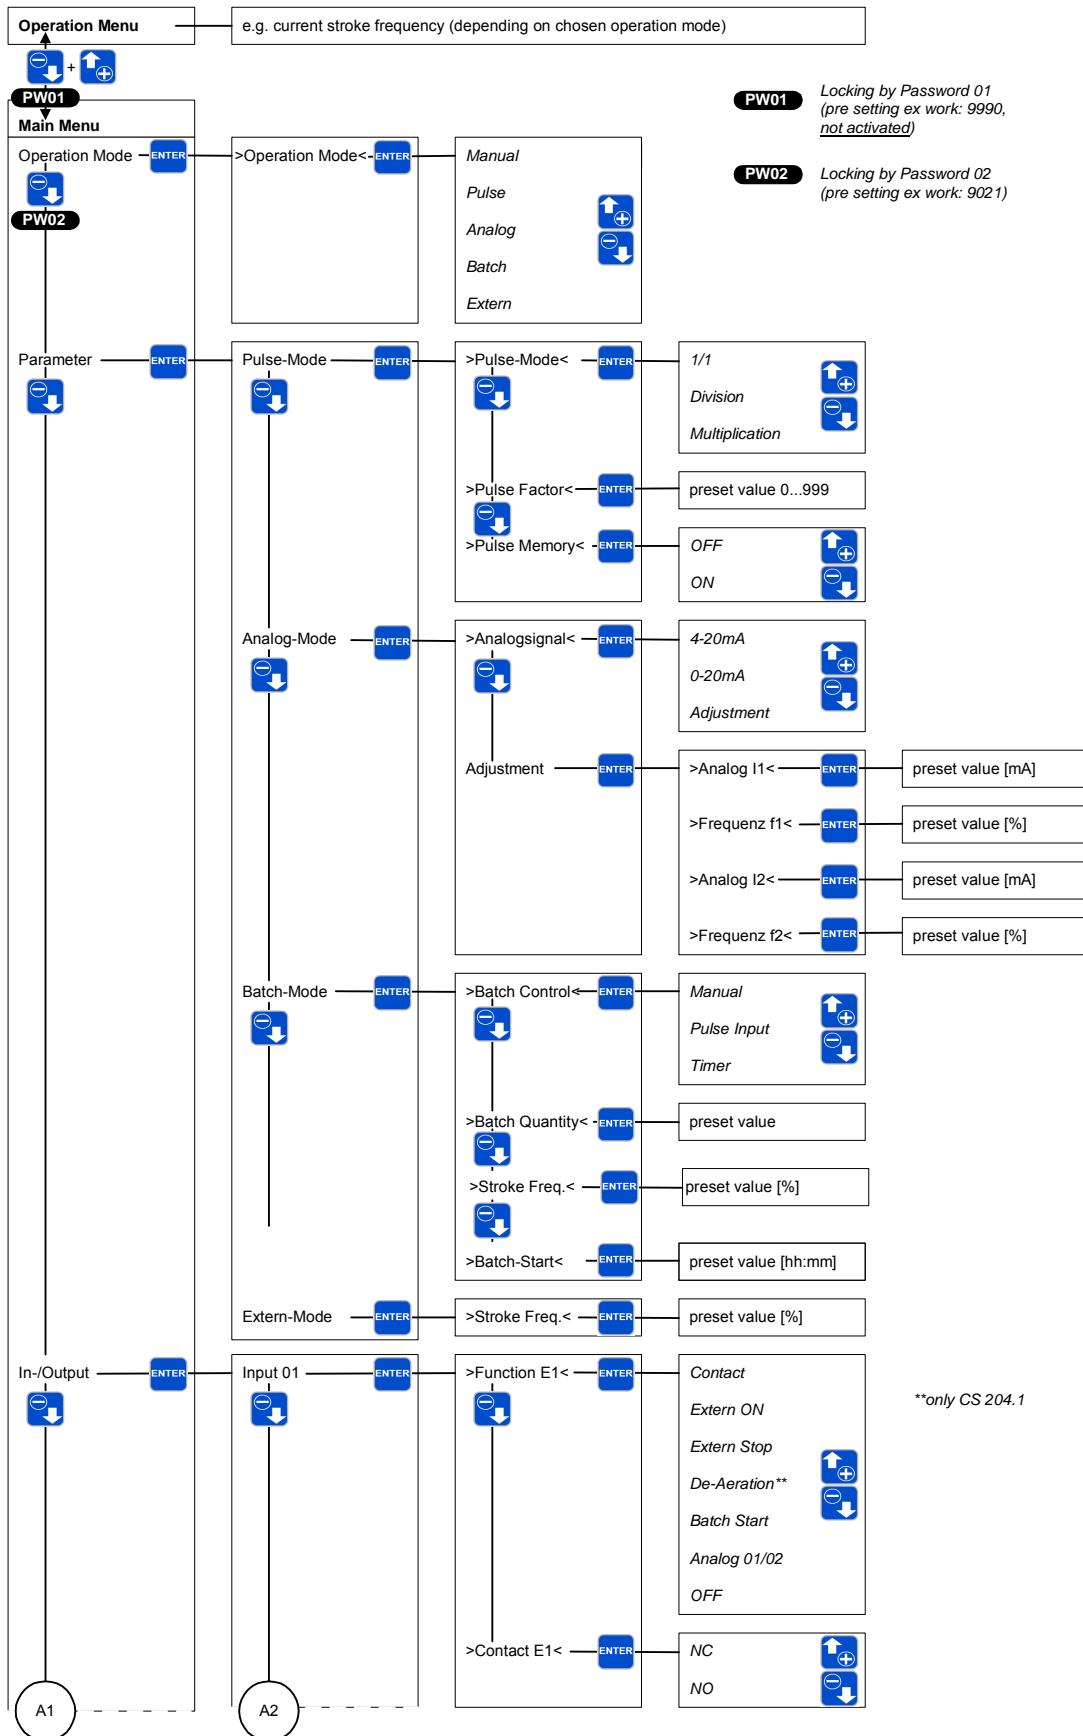 Operation Menu
e.g. current stroke frequency (depending on chosen operation mode)
+
PW01
Main Menu
PW01
Locking by Password 01
(pre setting ex work: 9990,
not activated)
PW02
Locking by Password 02
(pre setting ex work: 9021)
Operation Mode ENTER >Operation Mode< ENTER Manual
PW02
Pulse
Analog
Batch
Extern
Parameter ENTER Pulse-Mode ENTER >Pulse-Mode< ENTER 1/1
Division
Multiplication
>Pulse Factor< ENTER preset value 0...999
>Pulse Memory< ENTER OFF
ON
Analog-Mode ENTER >Analogsignal< ENTER 4-20mA
0-20mA
Adjustment
Adjustment ENTER >Analog I1< ENTER preset value [mA]
>Frequenz f1< ENTER preset value [%]
>Analog I2< ENTER preset value [mA]
>Frequenz f2< ENTER preset value [%]
Batch-Mode ENTER >Batch Control< ENTER Manual
Pulse Input
Timer
>Batch Quantity< ENTER preset value
>Stroke Freq.< ENTER preset value [%]
>Batch-Start< ENTER preset value [hh:mm]
Extern-Mode ENTER >Stroke Freq.< ENTER preset value [%]
In-/Output ENTER Input 01 ENTER >Function E1< ENTER Contact
Extern ON
**only CS 204.1
Extern Stop
De-Aeration**
Batch Start
Analog 01/02
OFF
>Contact E1< ENTER NC
NO
A1
A2